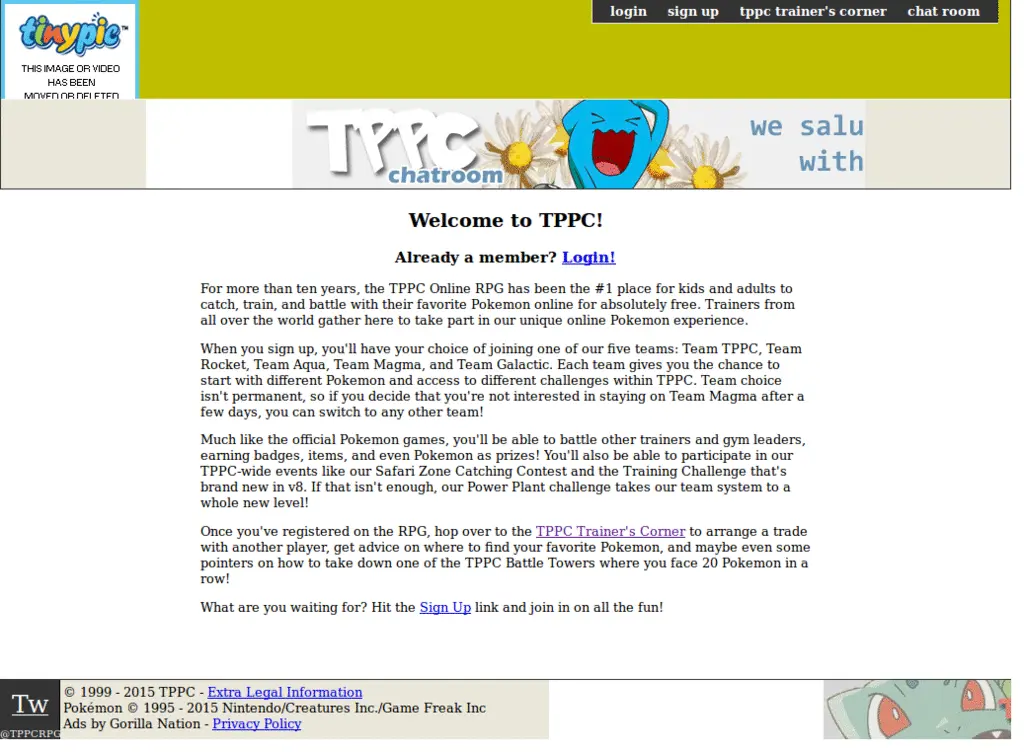 login sign up tppc trainer's corner chat room
tinypic™
THIS IMAGE OR VIDEO
HAS BEEN
MOVED OR DELETED
TPPC
chatroom
we salu
with
Welcome to TPPC!
Already a member? Login!
For more than ten years, the TPPC Online RPG has been the #1 place for kids and adults to
catch, train, and battle with their favorite Pokemon online for absolutely free. Trainers from
all over the world gather here to take part in our unique online Pokemon experience.
When you sign up, you'll have your choice of joining one of our five teams: Team TPPC, Team
Rocket, Team Aqua, Team Magma, and Team Galactic. Each team gives you the chance to
start with different Pokemon and access to different challenges within TPPC. Team choice
isn't permanent, so if you decide that you're not interested in staying on Team Magma after a
few days, you can switch to any other team!
Much like the official Pokemon games, you'll be able to battle other trainers and gym leaders,
earning badges, items, and even Pokemon as prizes! You'll also be able to participate in our
TPPC-wide events like our Safari Zone Catching Contest and the Training Challenge that's
brand new in v8. If that isn't enough, our Power Plant challenge takes our team system to a
whole new level!
Once you've registered on the RPG, hop over to the TPPC Trainer's Corner to arrange a trade
with another player, get advice on where to find your favorite Pokemon, and maybe even some
pointers on how to take down one of the TPPC Battle Towers where you face 20 Pokemon in a
row!
What are you waiting for? Hit the Sign Up link and join in on all the fun!
Tw
@TPPCRPG
© 1999 - 2015 TPPC - Extra Legal Information
Pokémon © 1995 - 2015 Nintendo/Creatures Inc./Game Freak Inc
Ads by Gorilla Nation - Privacy Policy